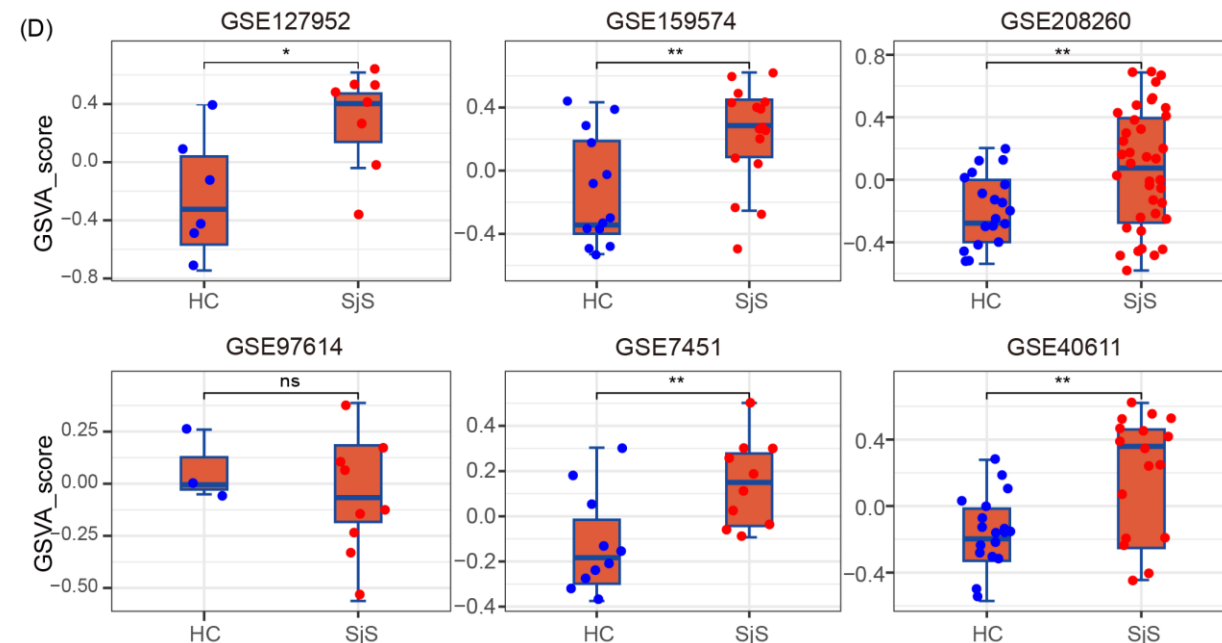 (D)
GSE127952
GSE159574
GSE208260
GSVA_score
0.4
0.0
−0.4
−0.8
*
HC
SjS
0.4
0.0
−0.4
**
HC
SjS
0.8
0.4
0.0
−0.4
**
HC
SjS
GSE97614
GSE7451
GSE40611
GSVA_score
0.25
0.00
−0.25
−0.50
ns
HC
SjS
0.4
0.2
0.0
−0.2
−0.4
**
HC
SjS
0.4
0.0
−0.4
**
HC
SjS